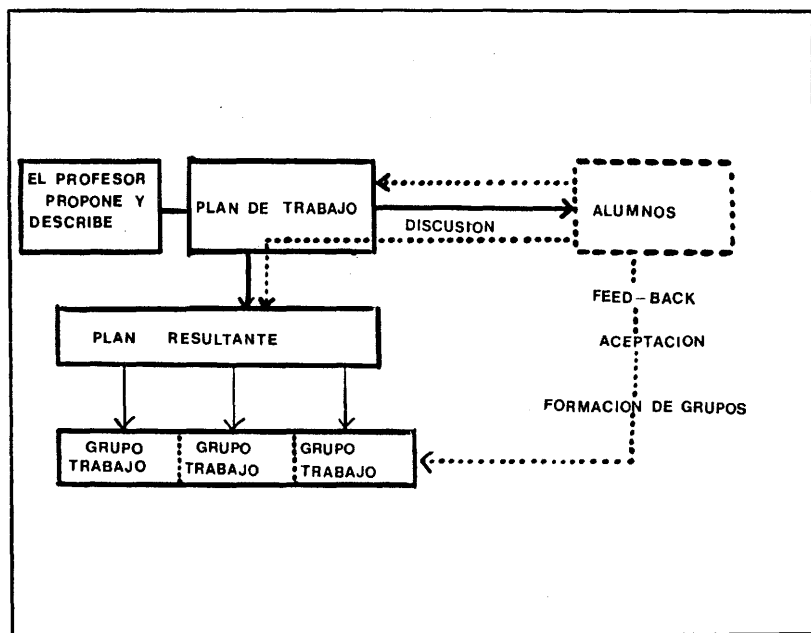 EL PROFESOR
PROPONE Y
DESCRIBE
PLAN DE TRABAJO
DISCUSION
ALUMNOS
FEED-BACK
ACEPTACION
FORMACION DE GRUPOS
PLAN RESULTANTE
GRUPO
TRABAJO
GRUPO
TRABAJO
GRUPO
TRABAJO